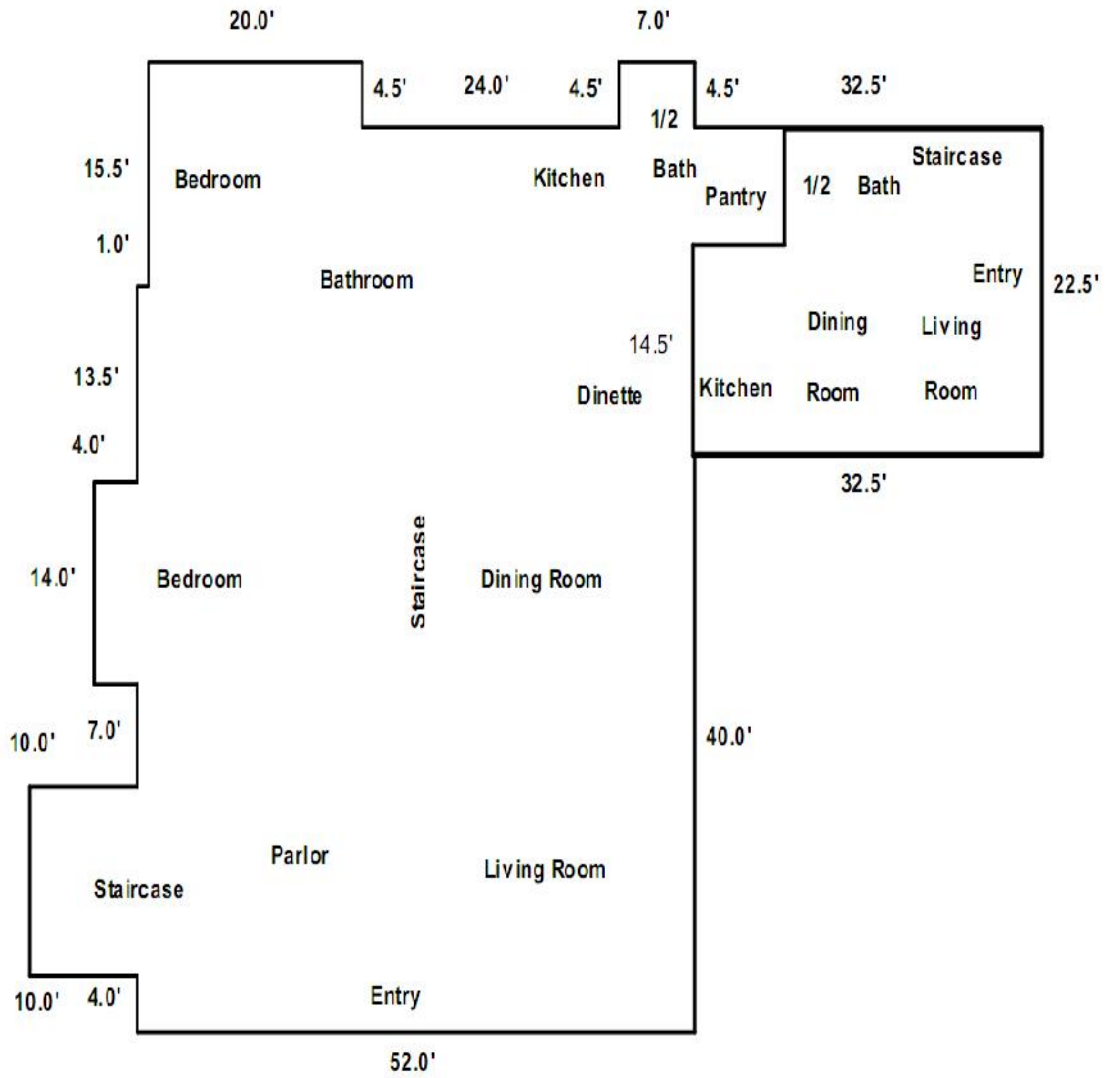 20.0'
7.0'
4.5'
24.0'
4.5'
4.5'
32.5'
1/2
Bath
15.5'
Bedroom
Kitchen
Pantry
1/2 Bath
Staircase
1.0'
Bathroom
Entry
22.5'
14.5'
Dining
Room
Living
Room
13.5'
Dinette
Kitchen
4.0'
32.5'
14.0'
Bedroom
Staircase
Dining Room
10.0'
7.0'
40.0'
Parlor
Living Room
Staircase
10.0'
4.0'
Entry
52.0'